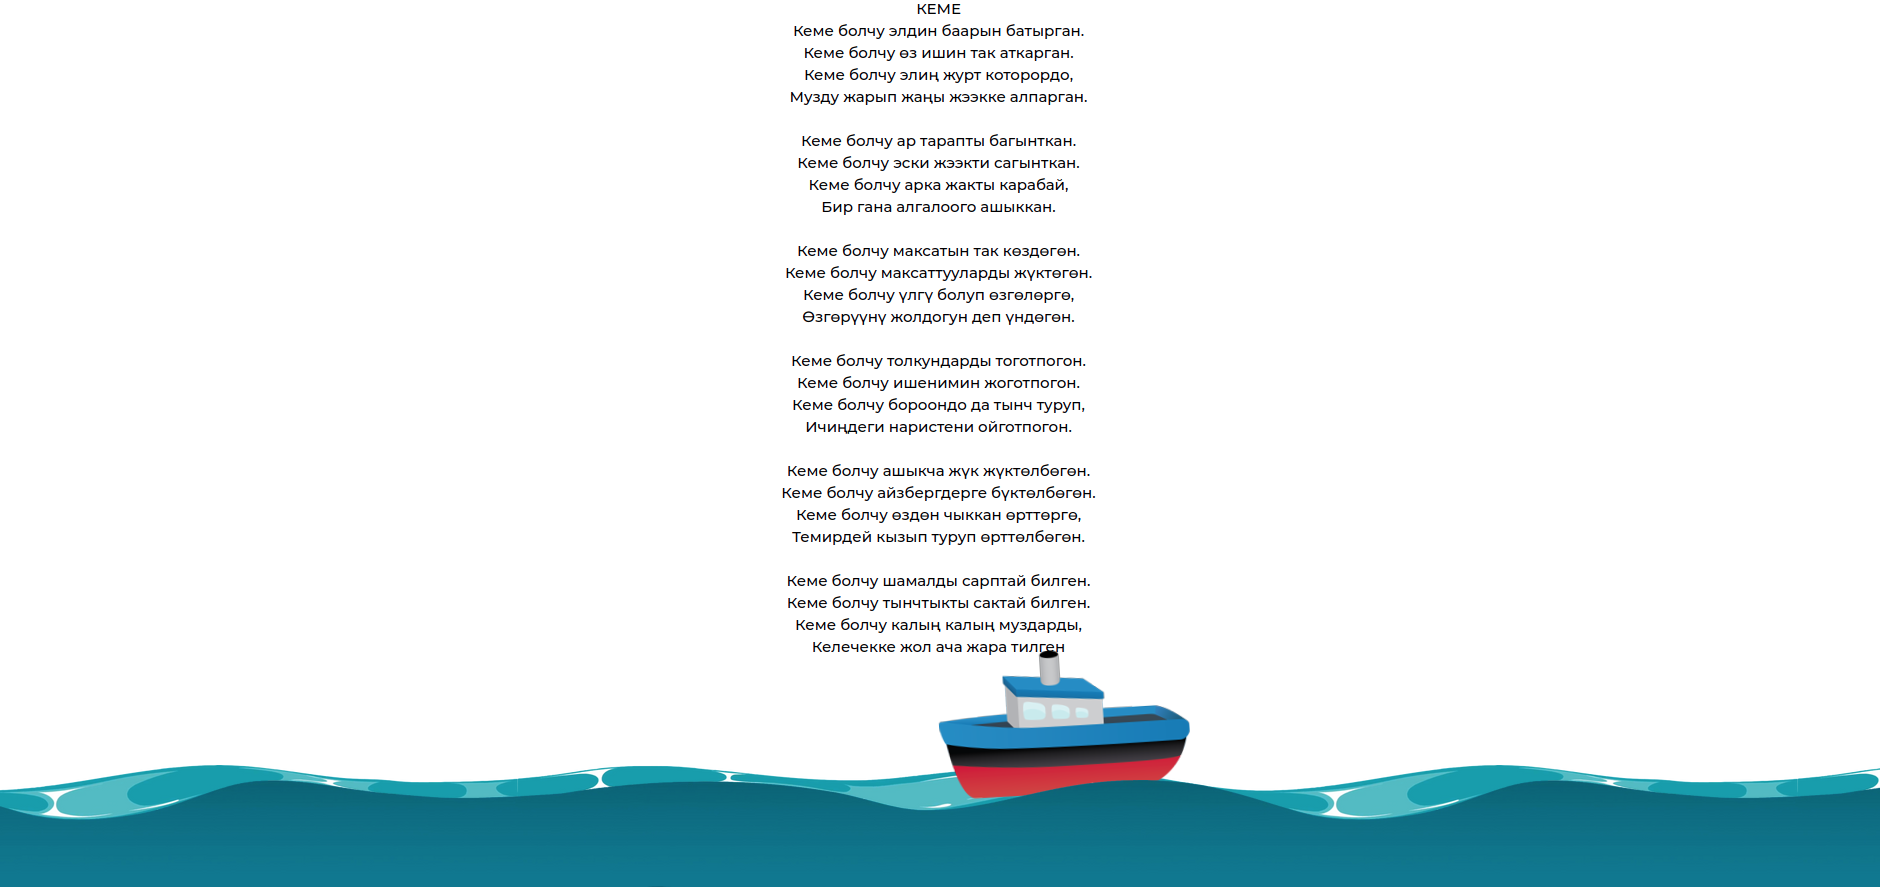 КЕМЕ
Кеме болчу элдин баарын батырган.
Кеме болчу өз ишин так аткарган.
Кеме болчу элиң журт которордо,
Музду жарып жаңы жээкке алпарган.
Кеме болчу ар тарапты багынткан.
Кеме болчу эски жээкти сагынткан.
Кеме болчу арка жакты карабай,
Бир гана алгалоого ашыккан.
Кеме болчу максатын так көздөгөн.
Кеме болчу максаттууларды жүктөгөн.
Кеме болчу үлгү болуп өзгөлөргө,
Өзгөрүүнү жолдогун деп үндөгөн.
Кеме болчу толкундарды тоготпогон.
Кеме болчу ишенимин жоготпогон.
Кеме болчу бороондо да тынч туруп,
Ичиңдеги наристени ойготпогон.
Кеме болчу ашыкча жүк жүктөлбөгөн.
Кеме болчу айзбергдерге бүктөлбөгөн.
Кеме болчу өздөн чыккан өрттөргө,
Темирдей кызып туруп өрттөлбөгөн.
Кеме болчу шамалды сарптай билген.
Кеме болчу тынчтыкты сактай билген.
Кеме болчу калың калың муздарды,
Келечекке жол ача жара тилген